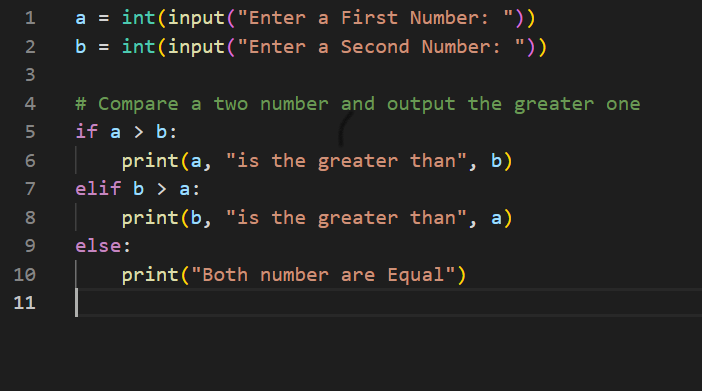 1 a = int(input("Enter a First Number: "))
2 b = int(input("Enter a Second Number: "))
3
4 # Compare a two number and output the greater one
5 if a > b:
6     print(a, "is the greater than", b)
7 elif b > a:
8     print(b, "is the greater than", a)
9 else:
10     print("Both number are Equal")
11